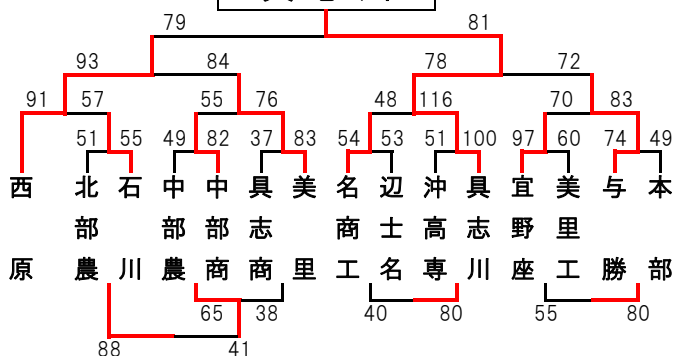 79 81
93 84 78 72
91 57 55 76 48 116 70 83
51 55 49 82 37 83 54 53 51 100 97 60 74 49
西原
北部農
石川
中部農
中部商
具志商
美里
名商工
辺士名
沖高専
具志川
宜野座
美里工
与勝
本部
65 38 40 80 55 80
88 41